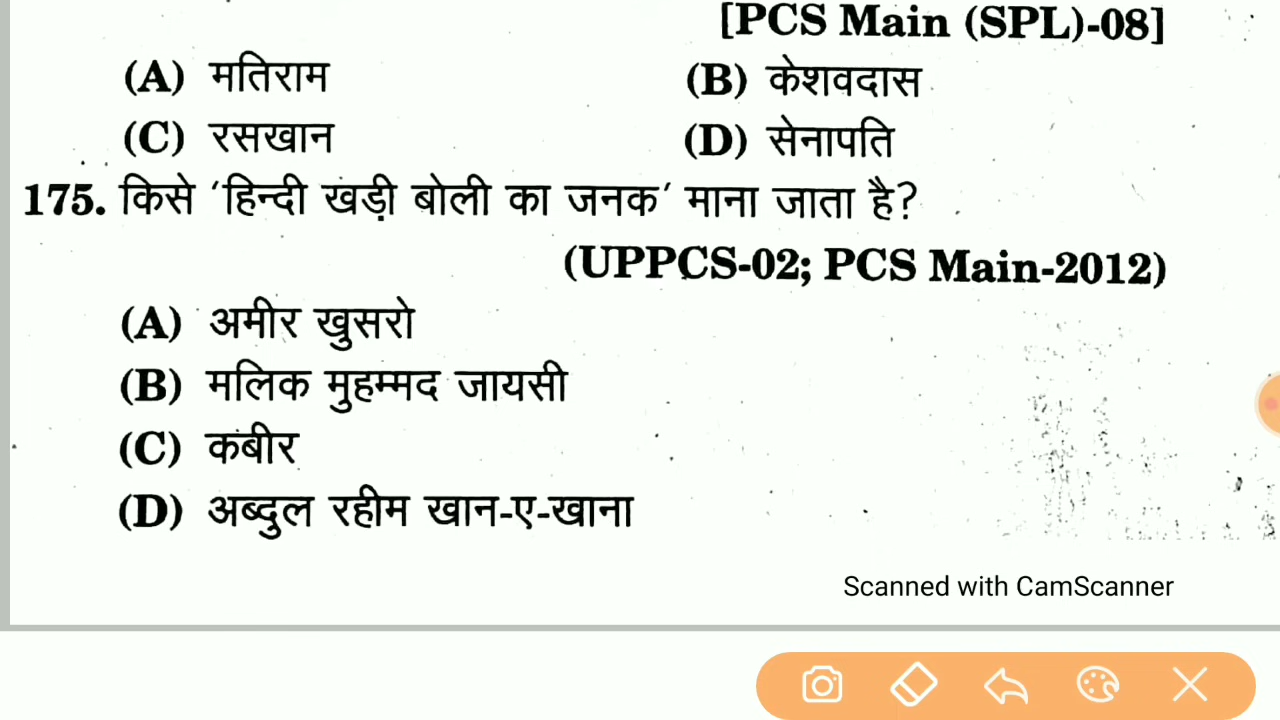 [PCS Main (SPL)-08]
(A) मतिराम (B) केशवदास
(C) रसखान (D) सेनापति
175. किसे 'हिन्दी खड़ी बोली का जनक' माना जाता है?
(UPPCS-02; PCS Main-2012)
(A) अमीर खुसरो
(B) मलिक मुहम्मद जायसी
(C) कबीर
(D) अब्दुल रहीम खान-ए-खाना
Scanned with CamScanner